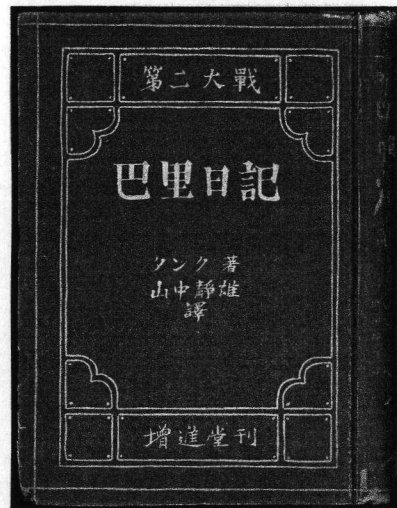 第二大戰
巴里日記
クンク 著
山中靜雄
譯
增進堂刊